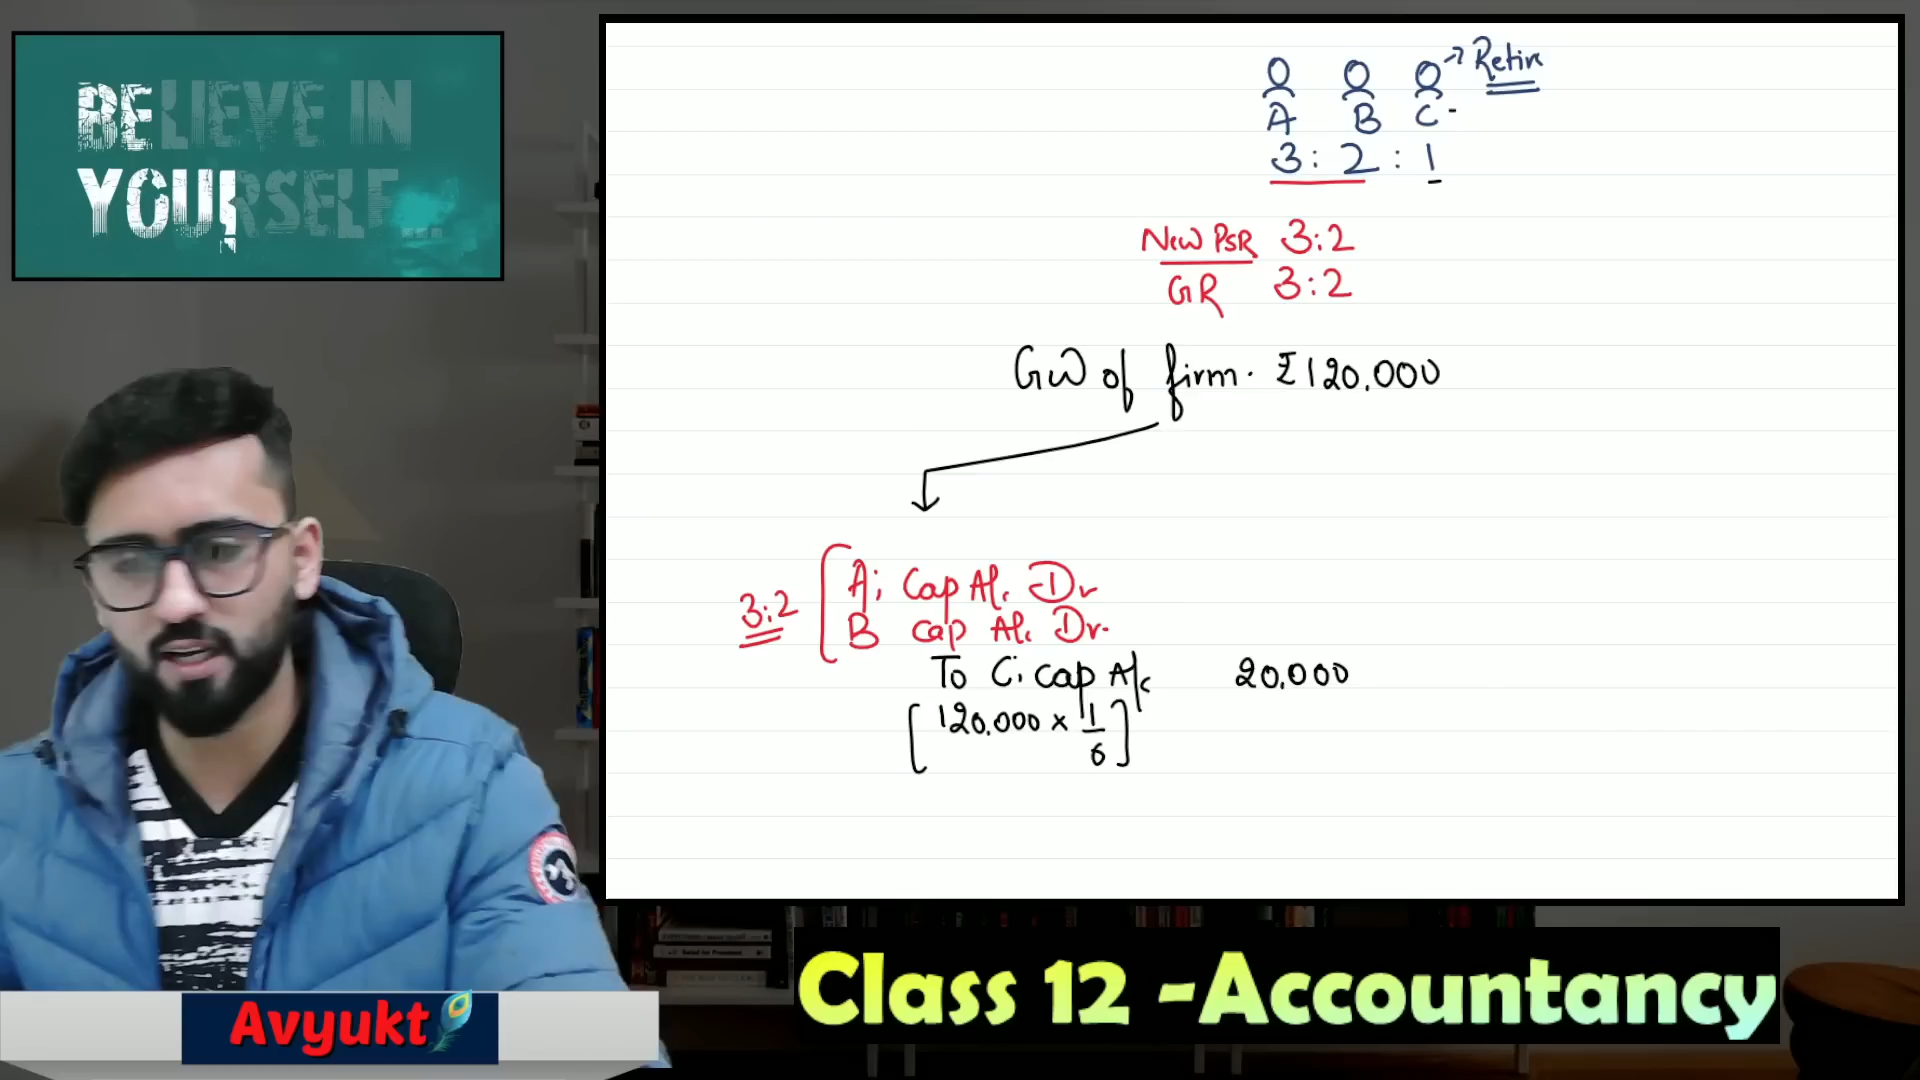 BELIEVE IN
YOURSELF...
Retire
A B C
3 : 2 : 1
New PSR 3:2
GR 3:2
GW of firm. ₹120,000
3:2
A; Cap A/c Dr
B Cap A/c Dr.
To C; cap A/c 20,000
[120,000 × 1/6]
Avyukt
Class 12 -Accountancy